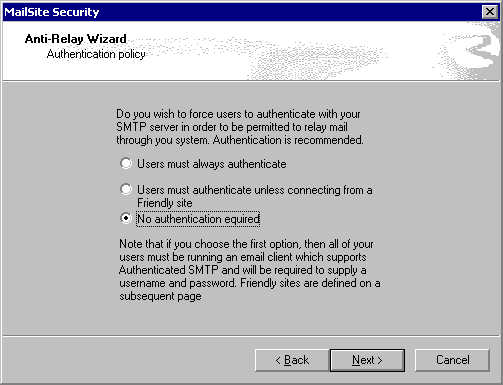 MailSite Security
Anti-Relay Wizard
Authentication policy
Do you wish to force users to authenticate with your
SMTP server in order to be permitted to relay mail
through you system. Authentication is recommended.
Users must always authenticate
Users must authenticate unless connecting from a
Friendly site
No authentication equired
Note that if you choose the first option, then all of your
users must be running an email client which supports
Authenticated SMTP and will be required to supply a
username and password. Friendly sites are defined on a
subsequent page
< Back
Next >
Cancel